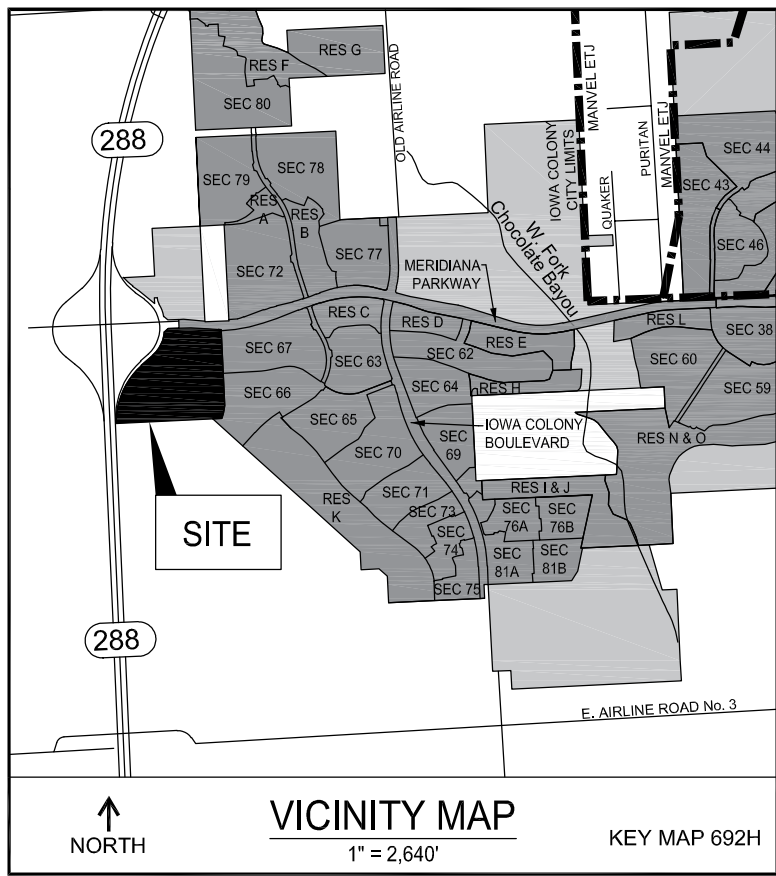 RES G
RES F
SEC 80
OLD AIRLINE ROAD
288
SEC 79
SEC 78
RES
A
RES
B
SEC 77
SEC 72
MERIDIANA
PARKWAY
W. Fork
Chocolate Bayou
IOWA COLONY
CITY LIMITS
MANVEL ETJ
QUAKER
PURITAN
MANVEL ETJ
SEC 44
SEC 43
SEC 46
RES C
RES D
RES E
RES L
SEC 38
SEC 67
SEC 63
SEC 62
SEC 60
SEC 66
SEC 64
RES H
SEC 59
SEC 65
IOWA COLONY
BOULEVARD
SEC
69
RES N & O
SEC 70
RES
K
SEC 71
RES I & J
SEC 73
SEC
74
SEC
76A
SEC
76B
SEC
81A
SEC
81B
SEC 75
SITE
288
E. AIRLINE ROAD No. 3
NORTH
VICINITY MAP
1" = 2,640'
KEY MAP 692H